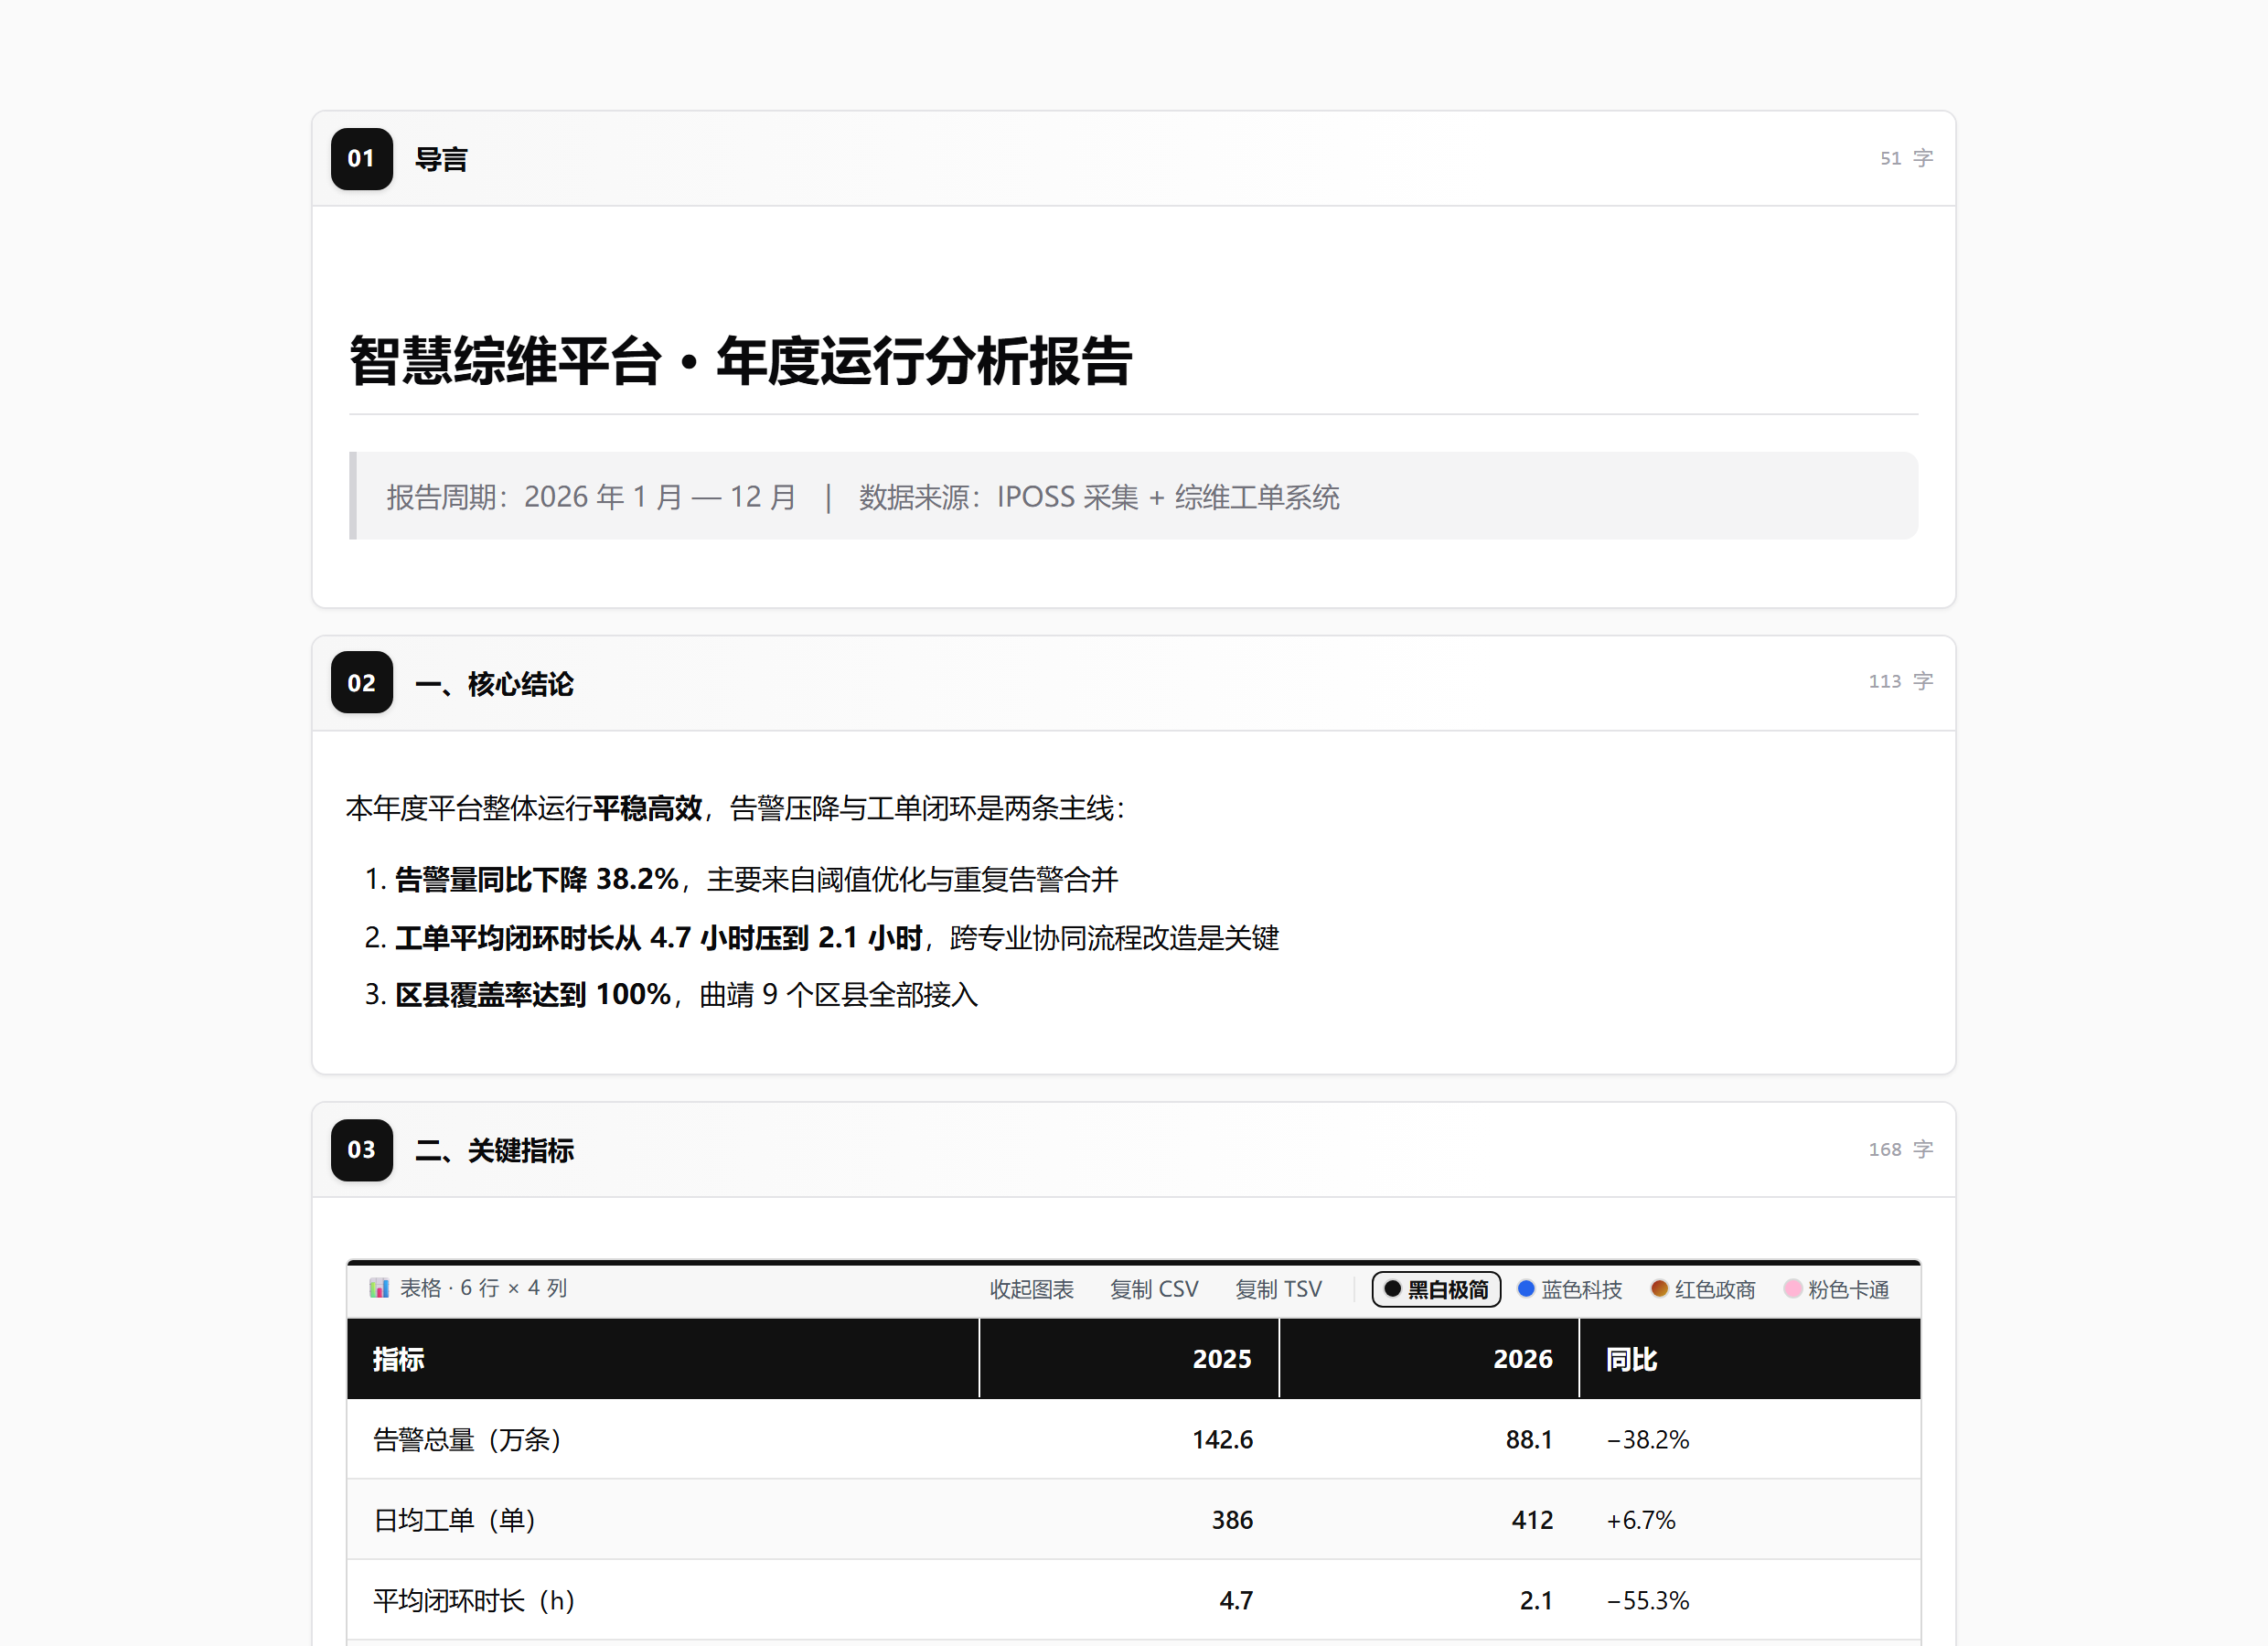 01 导言 51 字
智慧综维平台 · 年度运行分析报告
报告周期：2026 年 1 月 — 12 月 | 数据来源：IPOSS 采集 + 综维工单系统
02 一、核心结论 113 字
本年度平台整体运行平稳高效，告警压降与工单闭环是两条主线：
1. 告警量同比下降 38.2%，主要来自阈值优化与重复告警合并
2. 工单平均闭环时长从 4.7 小时压到 2.1 小时，跨专业协同流程改造是关键
3. 区县覆盖率达到 100%，曲靖 9 个区县全部接入
03 二、关键指标 168 字
表格 · 6 行 × 4 列 收起图表 复制 CSV 复制 TSV 黑白极简 蓝色科技 红色政商 粉色卡通
指标 2025 2026 同比
告警总量（万条） 142.6 88.1 −38.2%
日均工单（单） 386 412 +6.7%
平均闭环时长（h） 4.7 2.1 −55.3%